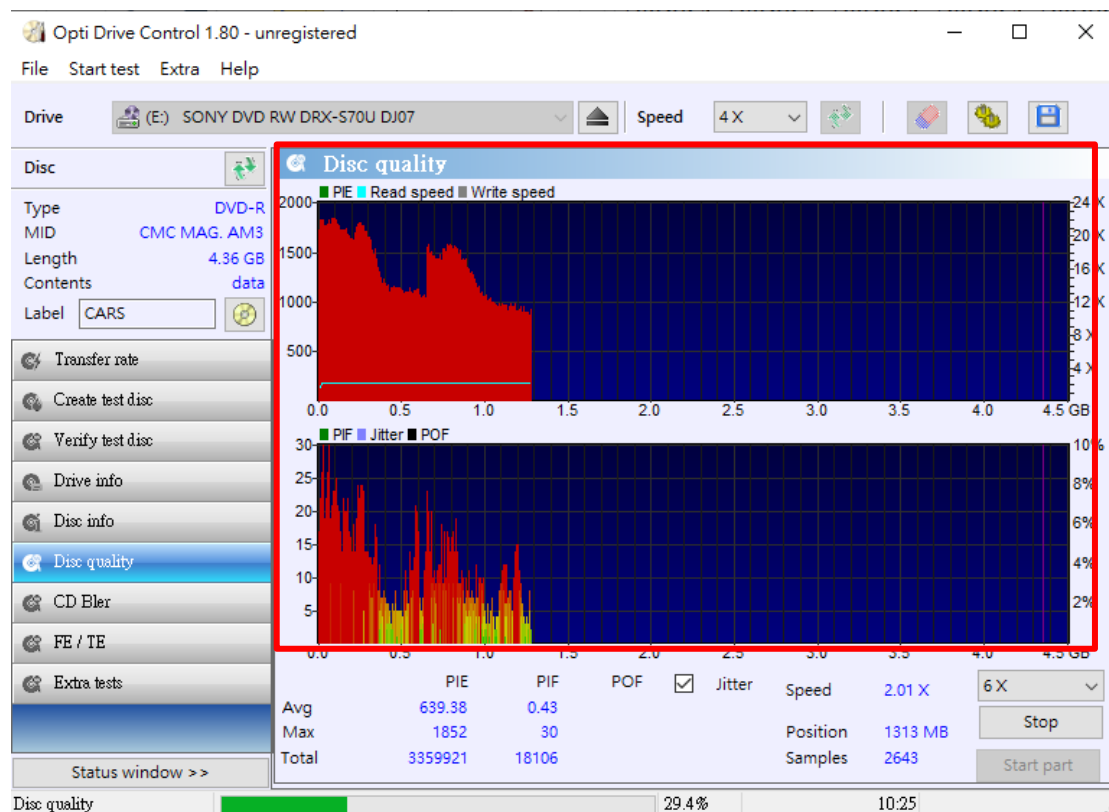 Opti Drive Control 1.80 - unregistered
File Start test Extra Help
Drive (E:) SONY DVD RW DRX-S70U DJ07 Speed 4 X
Disc
Type DVD-R
MID CMC MAG. AM3
Length 4.36 GB
Contents data
Label CARS
Transfer rate
Create test disc
Verify test disc
Drive info
Disc info
Disc quality
CD Bler
FE / TE
Extra tests
Status window >>
Disc quality
PIE Read speed Write speed
2000 24 X
20 X
1500
16 X
1000 12 X
8 X
500
4 X
0.0 0.5 1.0 1.5 2.0 2.5 3.0 3.5 4.0 4.5 GB
PIF Jitter POF
30 10%
25 8%
20
6%
15
10 4%
5 2%
0.0 0.5 1.0 1.5 2.0 2.5 3.0 3.5 4.0 4.5 GB
PIE PIF POF Jitter Speed 2.01 X 6 X
Avg 639.38 0.43
Max 1852 30 Position 1313 MB Stop
Total 3359921 18106 Samples 2643 Start part
Disc quality 29.4% 10:25